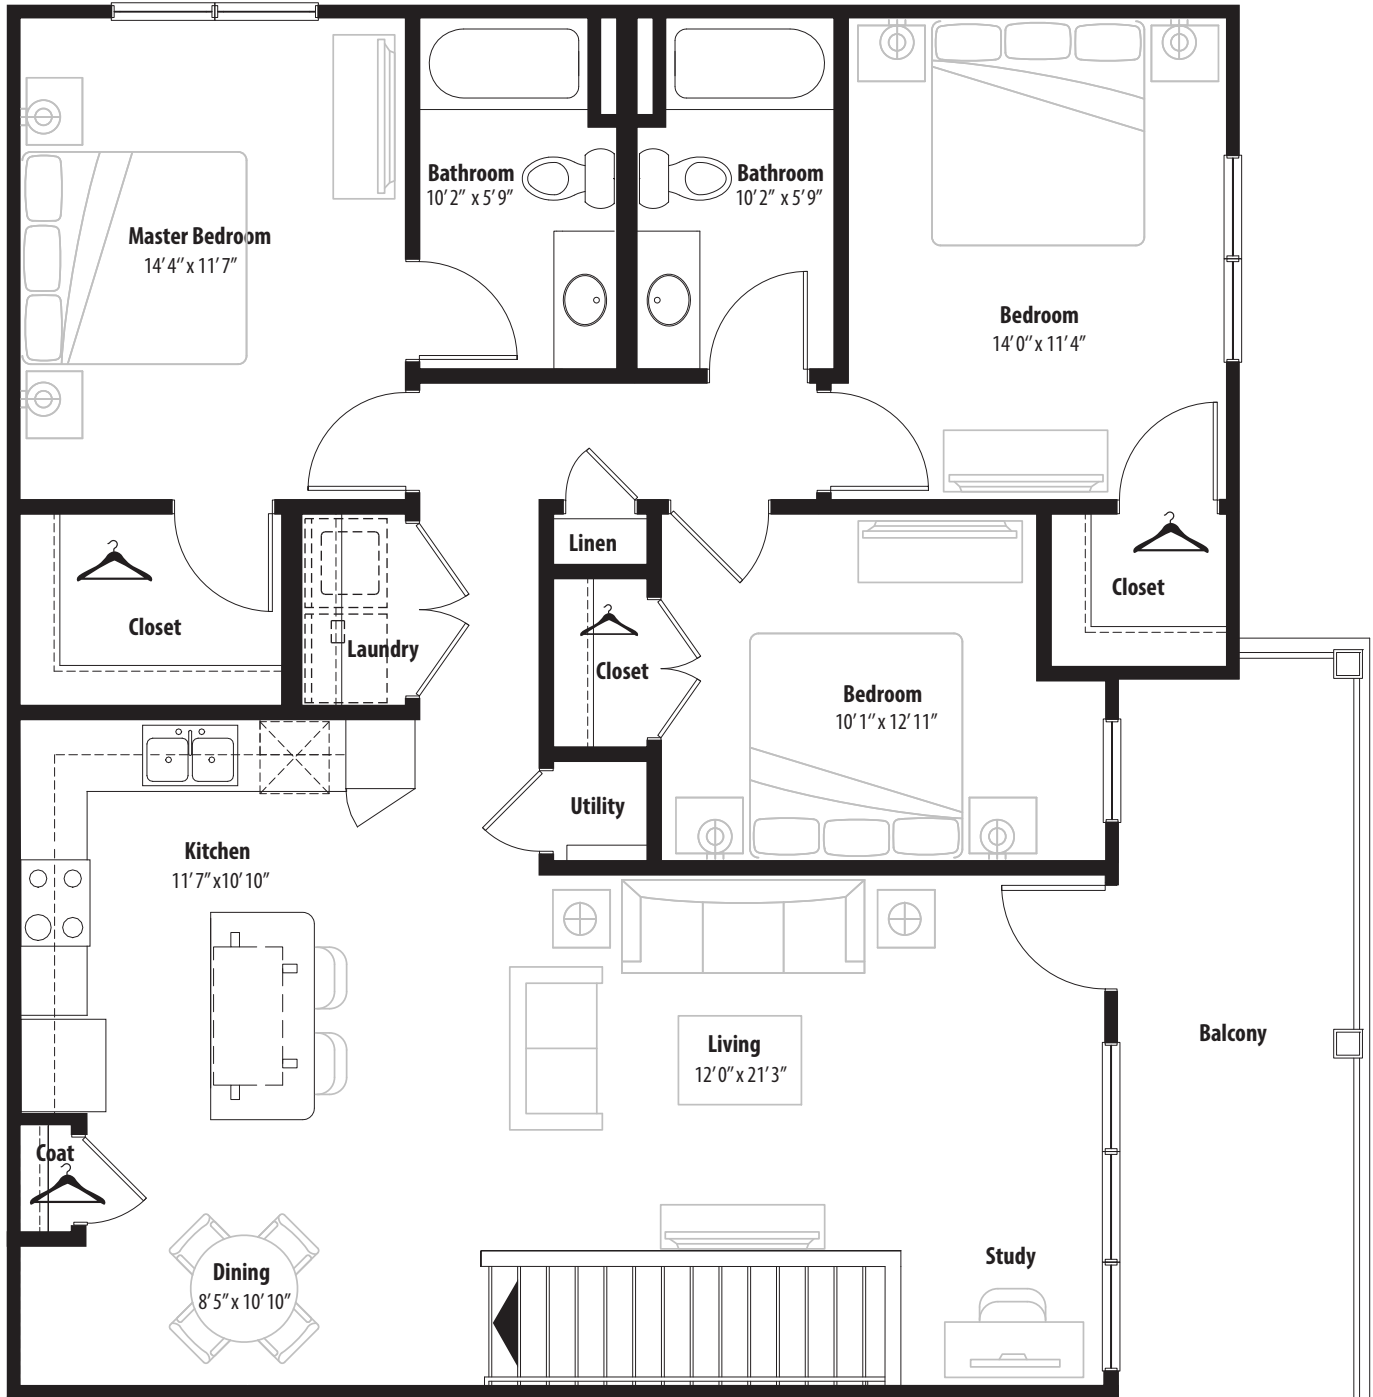 Bathroom
10'2" x 5'9"
Bathroom
10'2" x 5'9"
Master Bedroom
14'4" x 11'7"
Bedroom
14'0" x 11'4"
Linen
Closet
Closet
Laundry
Closet
Bedroom
10'1" x 12'11"
Utility
Kitchen
11'7"x10'10"
Living
12'0" x 21'3"
Balcony
Coat
Study
Dining
8'5" x 10'10"